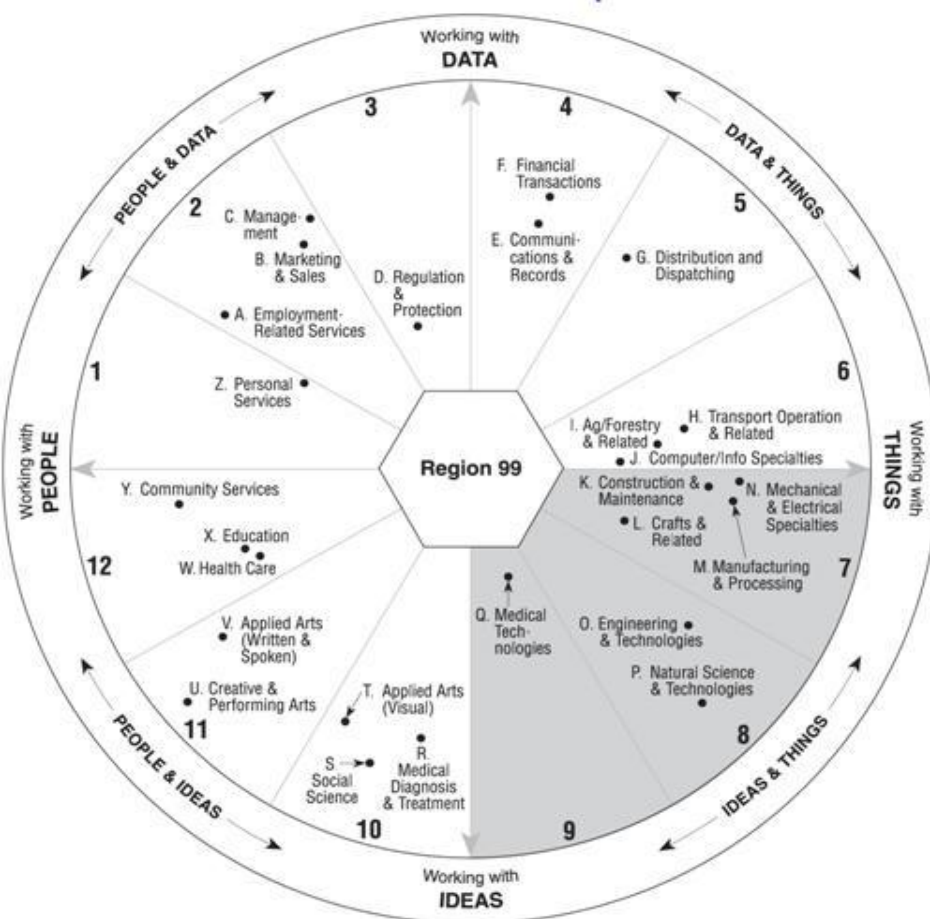 Working with
DATA
PEOPLE & DATA
DATA & THINGS
3
4
2
5
1
6
F. Financial
Transactions
E. Communi-
cations &
Records
G. Distribution and
Dispatching
C. Manage-
ment
B. Marketing
& Sales
D. Regulation
&
Protection
A. Employment-
Related Services
Z. Personal
Services
H. Transport Operation
& Related
I. Ag/Forestry
& Related
J. Computer/Info Specialties
Working with
PEOPLE
Region 99
Working with
THINGS
Y. Community Services
X. Education
W. Health Care
K. Construction &
Maintenance
N. Mechanical
& Electrical
Specialties
L. Crafts &
Related
M. Manufacturing
& Processing
12
7
V. Applied Arts
(Written &
Spoken)
Q. Medical
Tech-
nologies
O. Engineering
& Technologies
P. Natural Science
& Technologies
U. Creative &
Performing Arts
T. Applied Arts
(Visual)
S
Social
Science
R.
Medical
Diagnosis
& Treatment
11
8
10
9
PEOPLE & IDEAS
IDEAS & THINGS
Working with
IDEAS